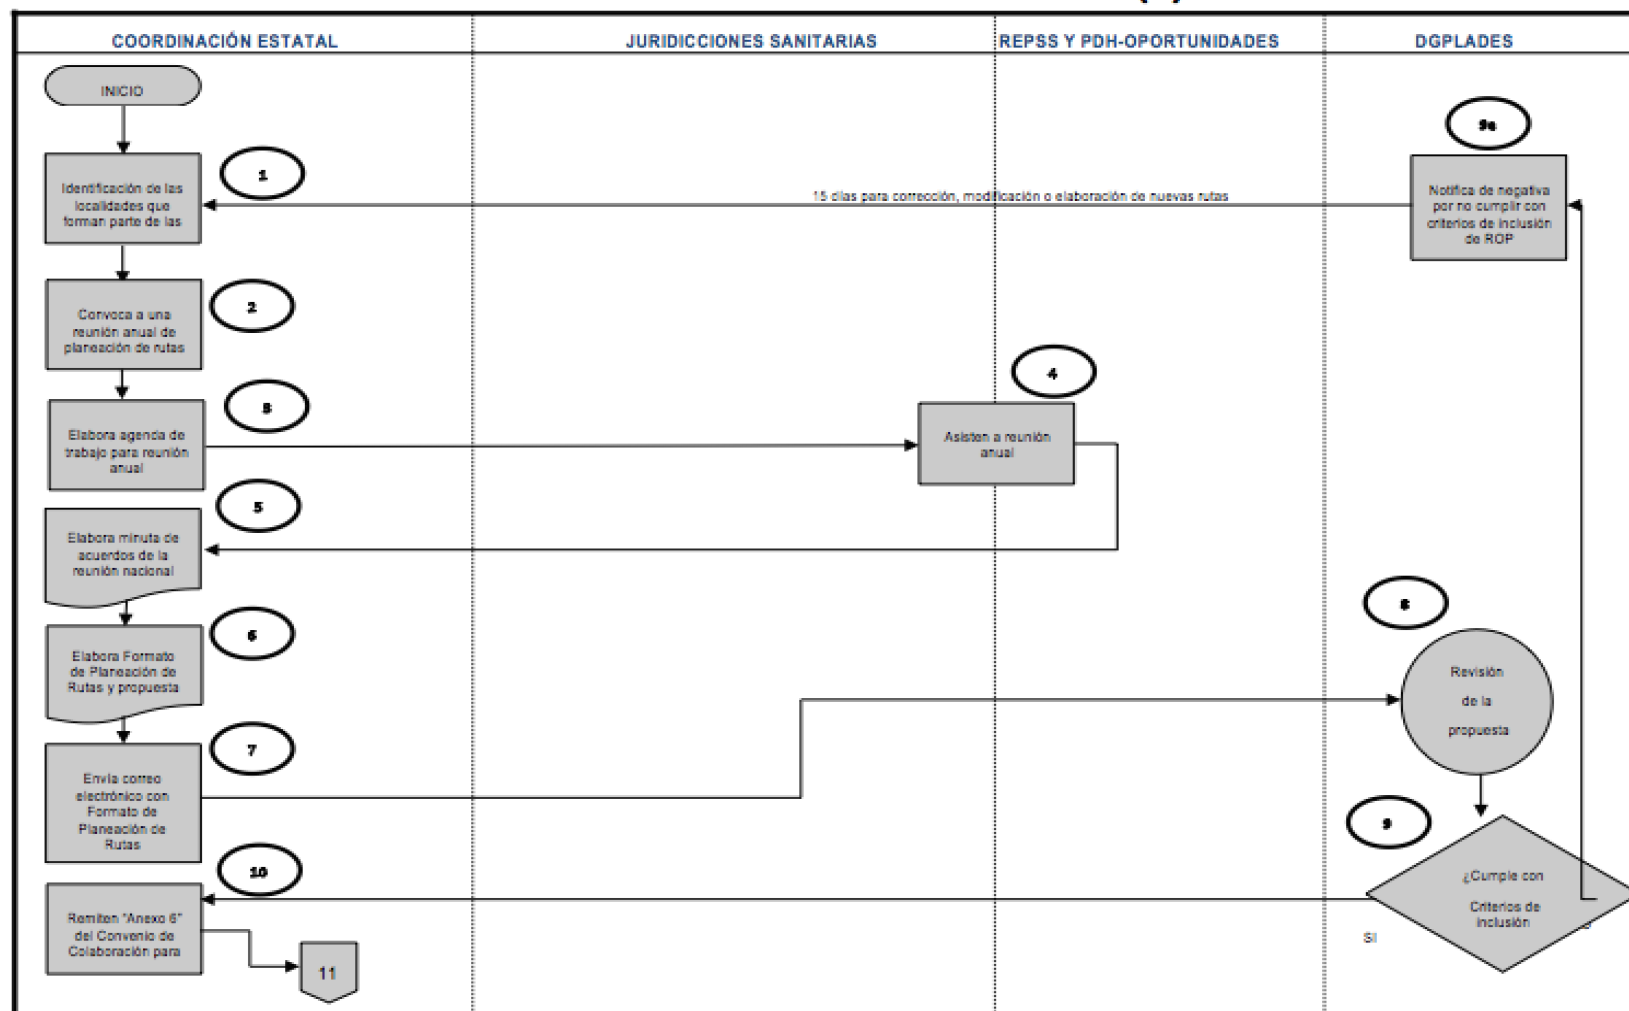 COORDINACIÓN ESTATAL
JURIDICCIONES SANITARIAS
REPSS Y PDH-OPORTUNIDADES
DGPLADES
INICIO
1
Identificación de las
localidades que
forman parte de las
9a
Notifica de negativa
por no cumplir con
criterios de inclusión
de ROP
15 días para corrección, modificación o elaboración de nuevas rutas
2
Convoca a una
reunión anual de
planeación de rutas
3
Elabora agenda de
trabajo para reunión
anual
4
Asisten a reunión
anual
5
Elabora minuta de
acuerdos de la
reunión nacional
6
Elabora Formato
de Planeación de
Rutas y propuesta
7
Envía correo
electrónico con
Formato de
Planeación de
Rutas
8
Revisión
de la
propuesta
9
¿Cumple con
Criterios de
inclusión
SI
10
Remiten "Anexo 6"
del Convenio de
Colaboración para
11